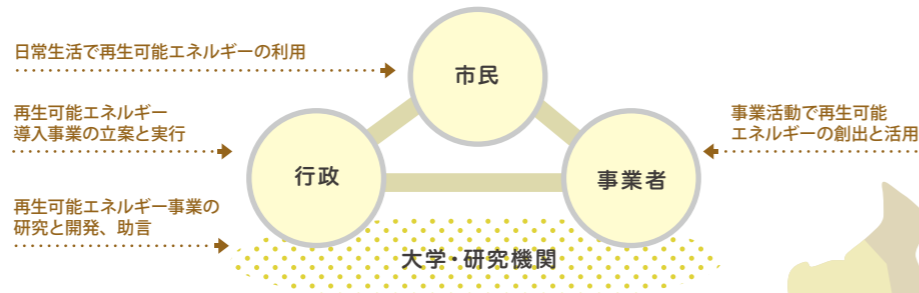 日常生活で再生可能エネルギーの利用
市民
再生可能エネルギー
導入事業の立案と実行
事業活動で再生可能
エネルギーの創出と活用
行政
事業者
再生可能エネルギー事業の
研究と開発、助言
大学・研究機関